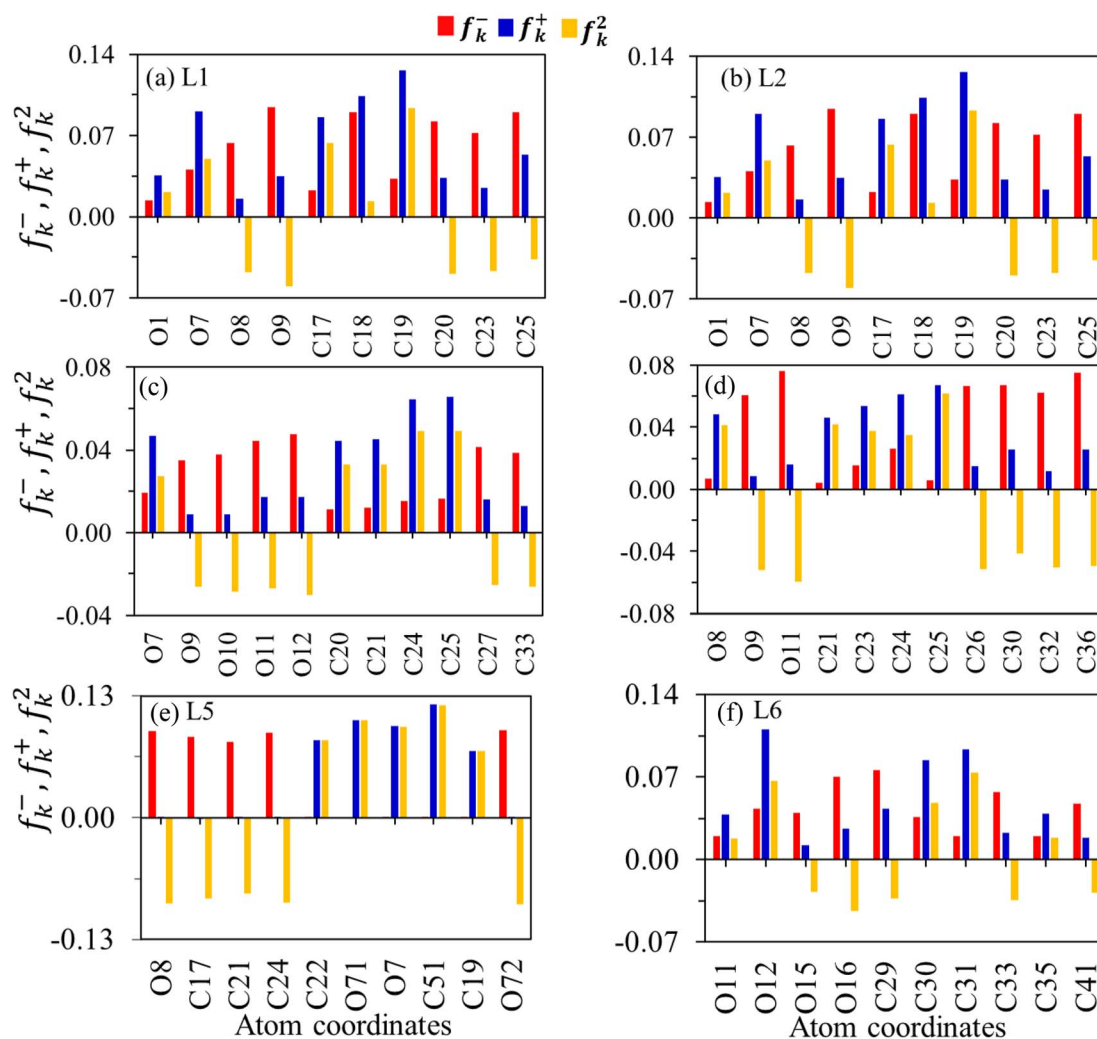 f_k^- f_k^+ f_k^2
(a) L1
0.14
0.07
0.00
-0.07
f_k^-, f_k^+, f_k^2
O1 O7 O8 O9 C17 C18 C19 C20 C23 C25
(b) L2
0.14
0.07
0.00
-0.07
O1 O7 O8 O9 C17 C18 C19 C20 C23 C25
(c)
0.08
0.04
0.00
-0.04
f_k^-, f_k^+, f_k^2
O7 O9 O10 O11 O12 C20 C21 C24 C25 C27 C33
(d)
0.08
0.04
0.00
-0.04
-0.08
O8 O9 O11 C21 C23 C24 C25 C26 C30 C32 C36
(e) L5
0.13
0.00
-0.13
f_k^-, f_k^+, f_k^2
O8 C17 C21 C24 C22 O71 O7 C51 C19 O72
Atom coordinates
(f) L6
0.14
0.07
0.00
-0.07
O11 O12 O15 O16 C29 C30 C31 C33 C35 C41
Atom coordinates